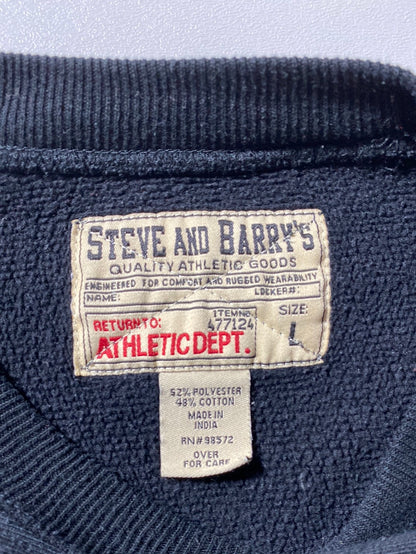 STEVE AND BARRY'S
QUALITY ATHLETIC GOODS
ENGINEERED FOR COMFORT AND RUGGED WEARABILITY
NAME: LOCKER#:
ITEM NO. SIZE:
RETURN TO: 477124 L
ATHLETIC DEPT.
52% POLYESTER
48% COTTON
MADE IN
INDIA
RN# 98572
OVER
FOR CARE